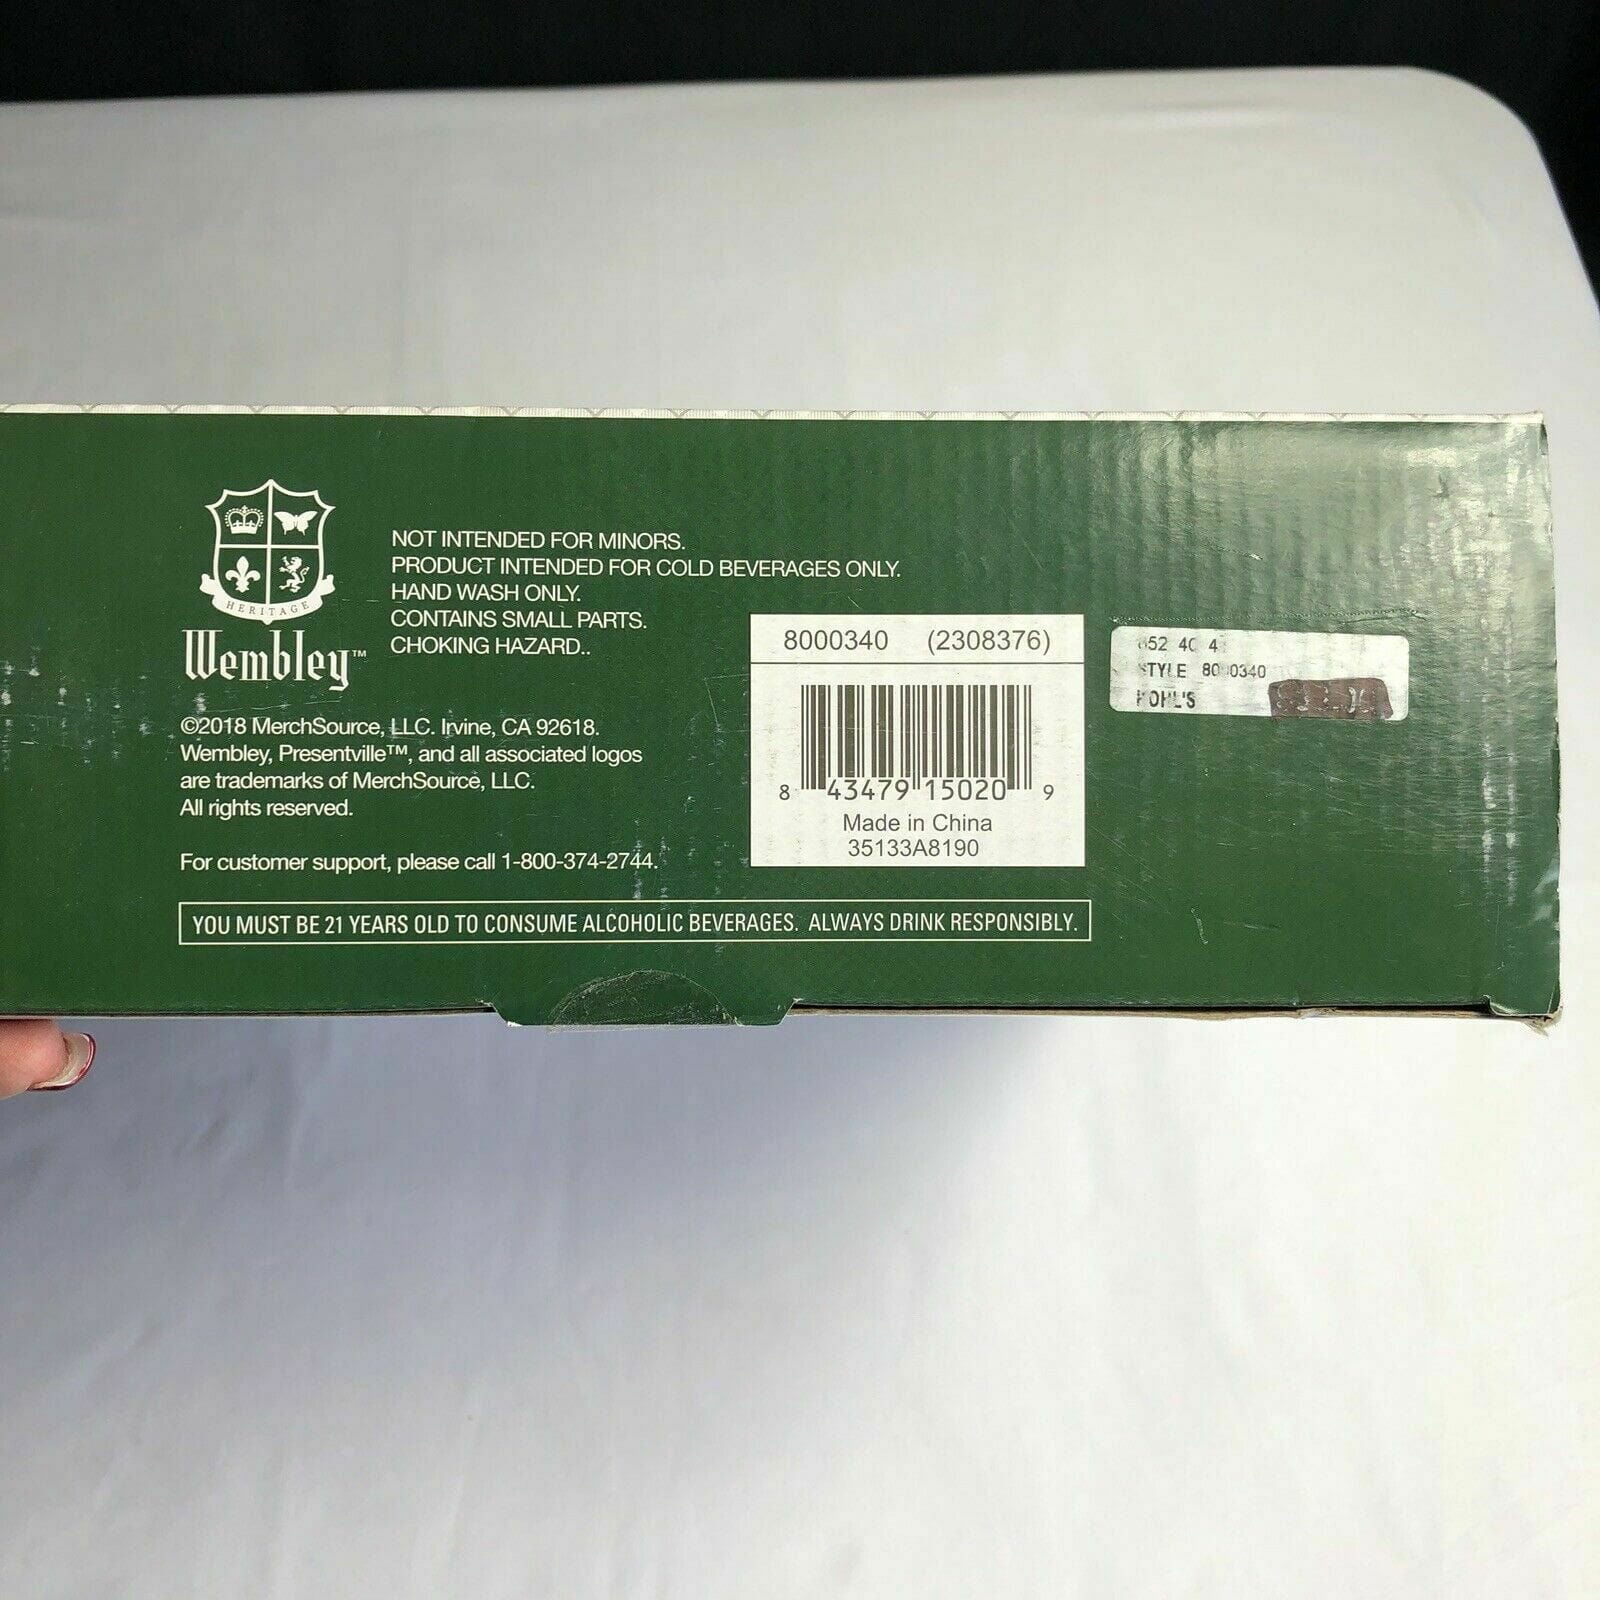 HERITAGE
Wembley™
NOT INTENDED FOR MINORS.
PRODUCT INTENDED FOR COLD BEVERAGES ONLY.
HAND WASH ONLY.
CONTAINS SMALL PARTS.
CHOKING HAZARD..
©2018 MerchSource, LLC. Irvine, CA 92618.
Wembley, Presentville™, and all associated logos
are trademarks of MerchSource, LLC.
All rights reserved.
For customer support, please call 1-800-374-2744.
8000340 (2308376)
8 43479 15020 9
Made in China
35133A8190
STYLE
KOHL'S
YOU MUST BE 21 YEARS OLD TO CONSUME ALCOHOLIC BEVERAGES. ALWAYS DRINK RESPONSIBLY.